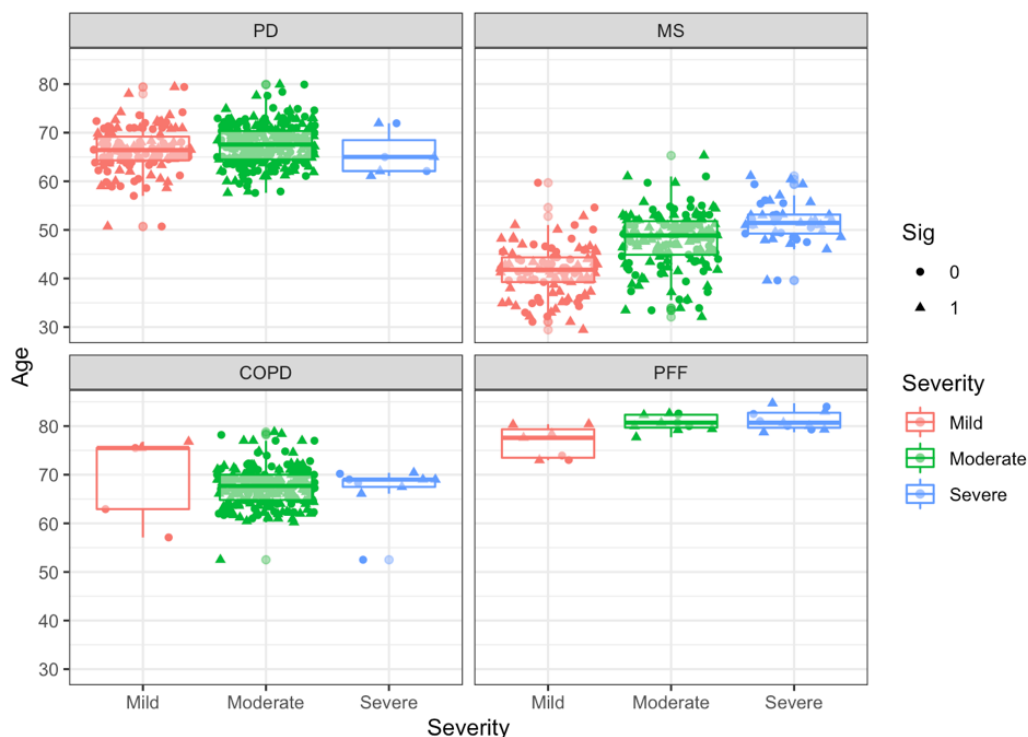 PD
MS
80
70
60
50
40
30
COPD
PFF
80
70
60
50
40
30
Mild
Moderate
Severe
Mild
Moderate
Severe
Age
Severity
Sig
0
1
Severity
Mild
Moderate
Severe